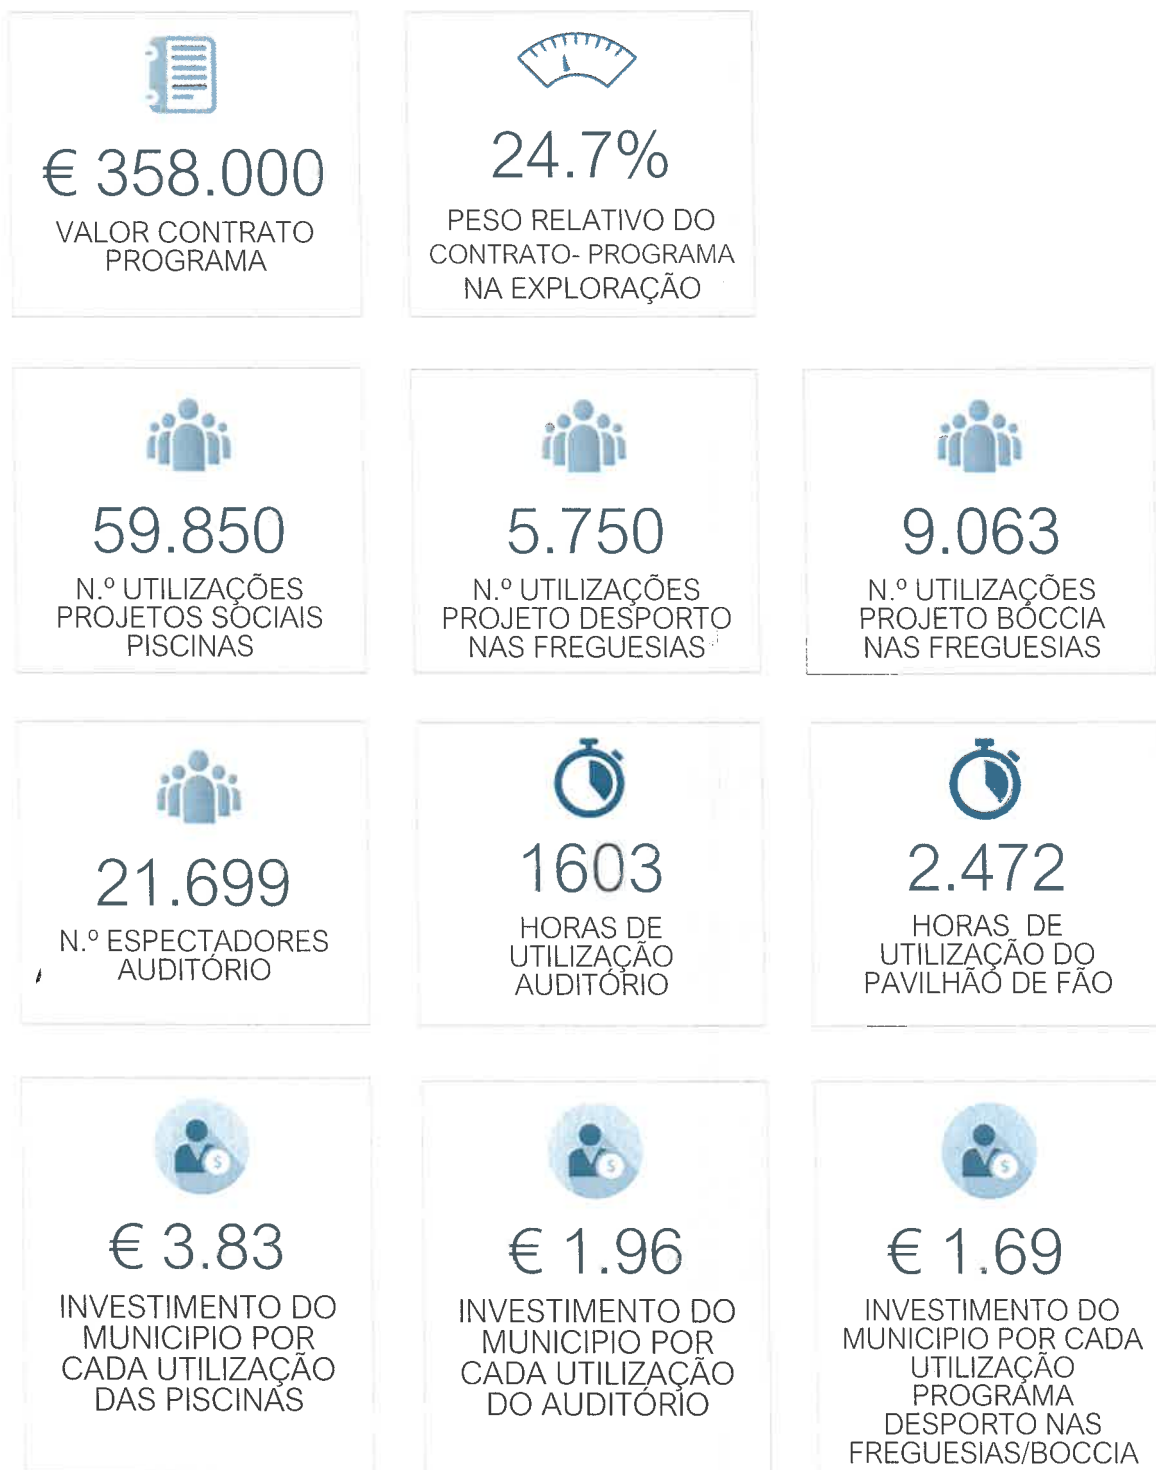 € 358.000
VALOR CONTRATO
PROGRAMA
24.7%
PESO RELATIVO DO
CONTRATO- PROGRAMA
NA EXPLORAÇÃO
59.850
N.º UTILIZAÇÕES
PROJETOS SOCIAIS
PISCINAS
5.750
N.º UTILIZAÇÕES
PROJETO DESPORTO
NAS FREGUESIAS
9.063
N.º UTILIZAÇÕES
PROJETO BOCCIA
NAS FREGUESIAS
21.699
N.º ESPECTADORES
AUDITÓRIO
1603
HORAS DE
UTILIZAÇÃO
AUDITÓRIO
2.472
HORAS DE
UTILIZAÇÃO DO
PAVILHÃO DE FÃO
$
€ 3.83
INVESTIMENTO DO
MUNICIPIO POR
CADA UTILIZAÇÃO
DAS PISCINAS
$
€ 1.96
INVESTIMENTO DO
MUNICIPIO POR
CADA UTILIZAÇÃO
DO AUDITÓRIO
$
€ 1.69
INVESTIMENTO DO
MUNICIPIO POR CADA
UTILIZAÇÃO
PROGRAMA
DESPORTO NAS
FREGUESIAS/BOCCIA